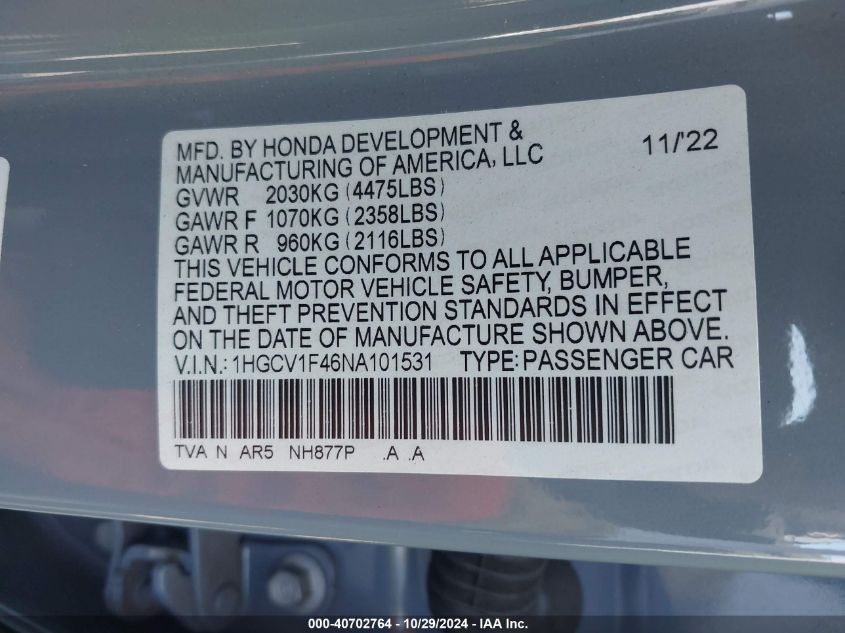 MFD. BY HONDA DEVELOPMENT & 11/'22
MANUFACTURING OF AMERICA, LLC
GVWR 2030KG (4475LBS)
GAWR F 1070KG (2358LBS)
GAWR R 960KG (2116LBS)
THIS VEHICLE CONFORMS TO ALL APPLICABLE
FEDERAL MOTOR VEHICLE SAFETY, BUMPER,
AND THEFT PREVENTION STANDARDS IN EFFECT
ON THE DATE OF MANUFACTURE SHOWN ABOVE.
V.I.N.: 1HGCV1F46NA101531 TYPE: PASSENGER CAR
TVA N AR5 NH877P .A .A
000-40702764 - 10/29/2024 - IAA Inc.